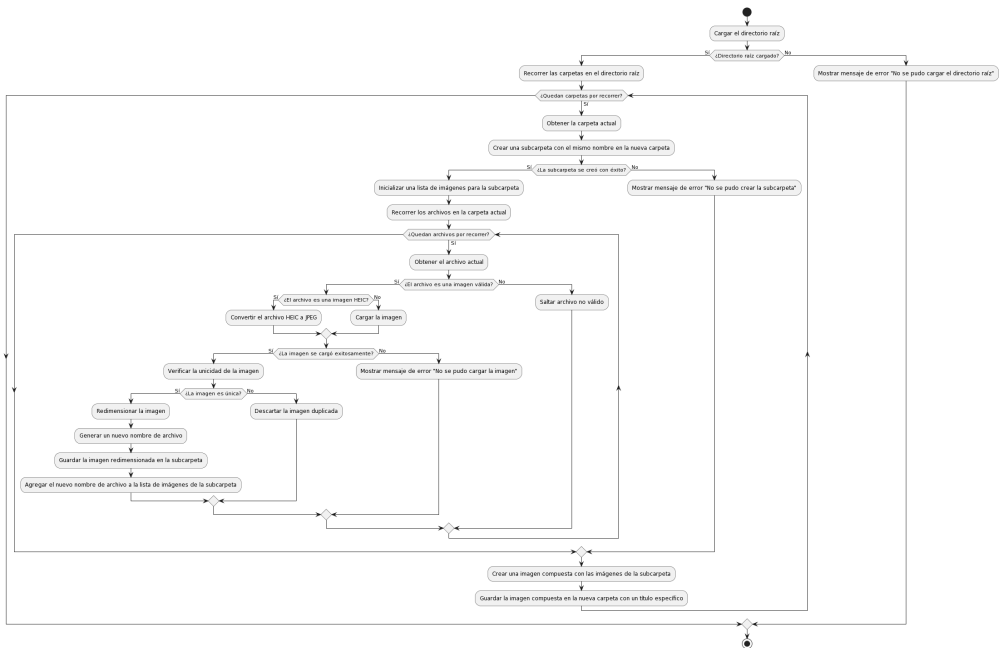 Cargar el directorio raíz
Sí
¿Directorio raíz cargado?
No
Recorrer las carpetas en el directorio raíz
Mostrar mensaje de error "No se pudo cargar el directorio raíz"
¿Quedan carpetas por recorrer?
Sí
Obtener la carpeta actual
Crear una subcarpeta con el mismo nombre en la nueva carpeta
Sí
¿La subcarpeta se creó con éxito?
No
Inicializar una lista de imágenes para la subcarpeta
Mostrar mensaje de error "No se pudo crear la subcarpeta"
Recorrer los archivos en la carpeta actual
¿Quedan archivos por recorrer?
Sí
Obtener el archivo actual
Sí
¿El archivo es una imagen válida?
No
Sí
¿El archivo es una imagen HEIC?
No
Saltar archivo no válido
Convertir el archivo HEIC a JPEG
Cargar la imagen
Sí
¿La imagen se cargó exitosamente?
No
Verificar la unicidad de la imagen
Mostrar mensaje de error "No se pudo cargar la imagen"
Sí
¿La imagen es única?
No
Redimensionar la imagen
Descartar la imagen duplicada
Generar un nuevo nombre de archivo
Guardar la imagen redimensionada en la subcarpeta
Agregar el nuevo nombre de archivo a la lista de imágenes de la subcarpeta
Crear una imagen compuesta con las imágenes de la subcarpeta
Guardar la imagen compuesta en la nueva carpeta con un título específico